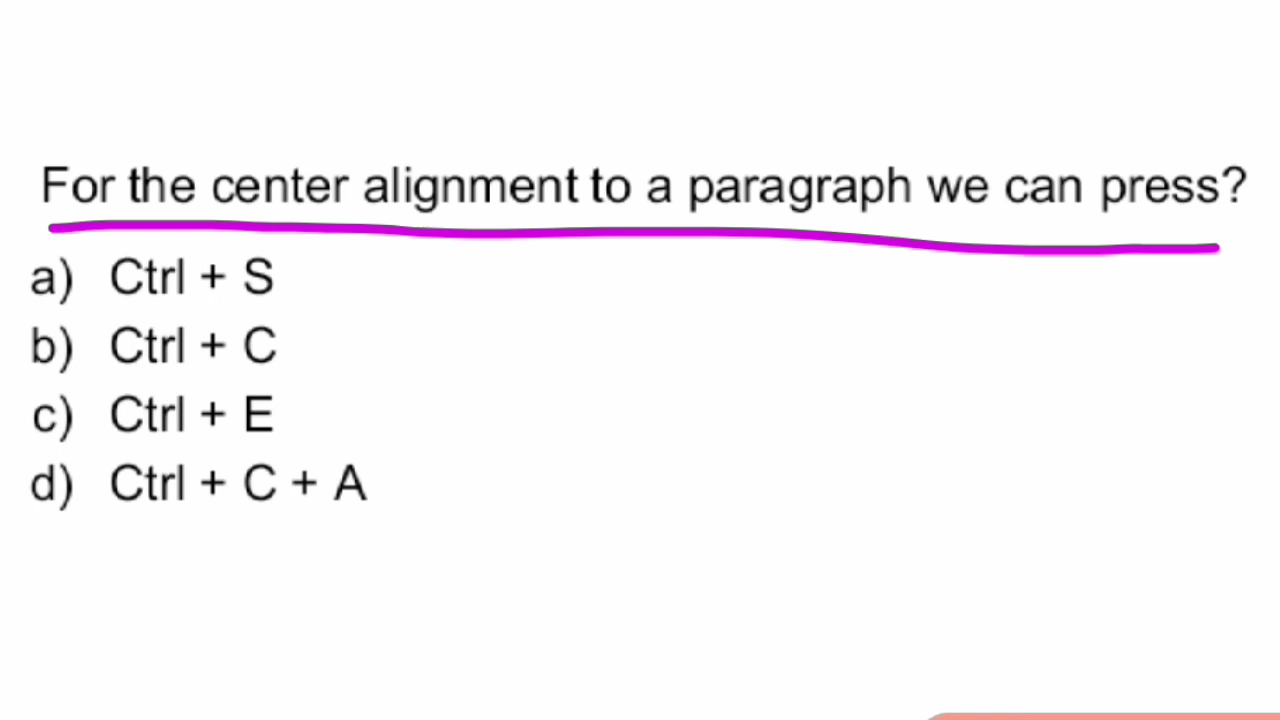 For the center alignment to a paragraph we can press?
a) Ctrl + S
b) Ctrl + C
c) Ctrl + E
d) Ctrl + C + A